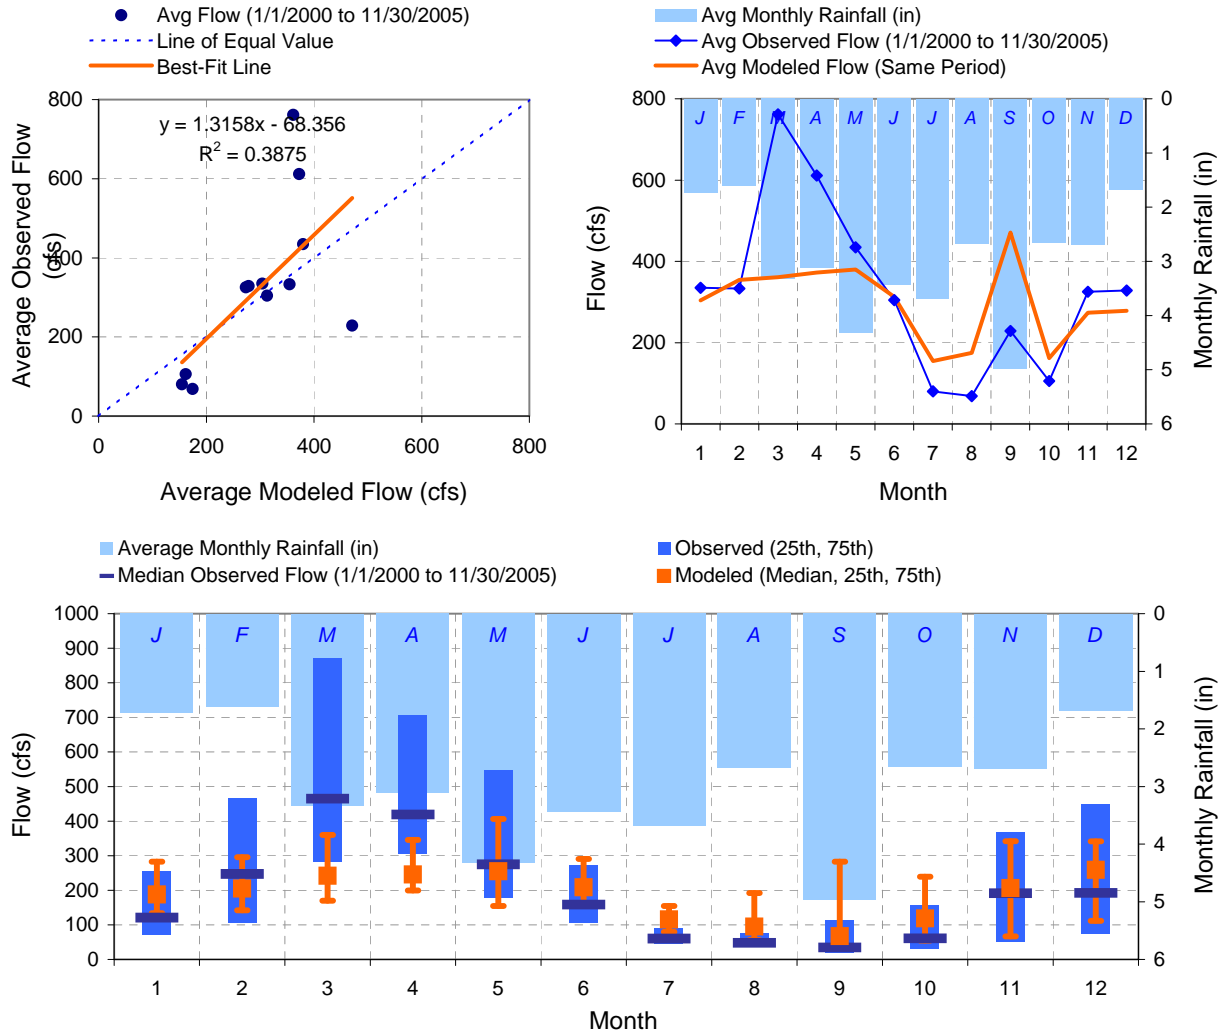 Avg Flow (1/1/2000 to 11/30/2005)
Line of Equal Value
Best-Fit Line
800
600
400
200
0
y = 1.3158x - 68.356
R² = 0.3875
0 200 400 600 800
Average Observed Flow
(cfs)
Average Modeled Flow (cfs)
Avg Monthly Rainfall (in)
Avg Observed Flow (1/1/2000 to 11/30/2005)
Avg Modeled Flow (Same Period)
800
600
400
200
0
J F M A M J J A S O N D
0
1
2
3
4
5
6
1 2 3 4 5 6 7 8 9 10 11 12
Flow (cfs)
Monthly Rainfall (in)
Month
Average Monthly Rainfall (in)
Median Observed Flow (1/1/2000 to 11/30/2005)
Observed (25th, 75th)
Modeled (Median, 25th, 75th)
1000
900
800
700
600
500
400
300
200
100
0
J F M A M J J A S O N D
0
1
2
3
4
5
6
1 2 3 4 5 6 7 8 9 10 11 12
Flow (cfs)
Monthly Rainfall (in)
Month